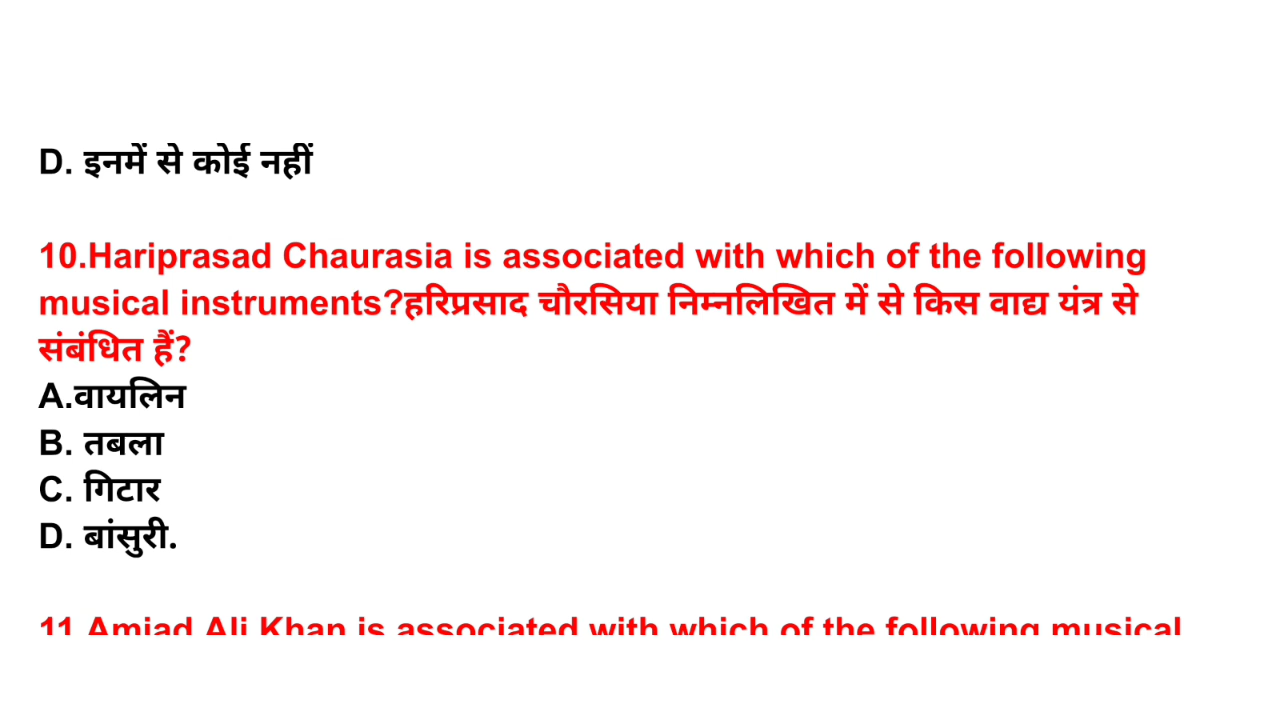 D. इनमें से कोई नहीं
10.Hariprasad Chaurasia is associated with which of the following
musical instruments?हरिप्रसाद चौरसिया निम्नलिखित में से किस वाद्य यंत्र से
संबंधित हैं?
A.वायलिन
B. तबला
C. गिटार
D. बांसुरी.
11 Amjad Ali Khan is associated with which of the following musical